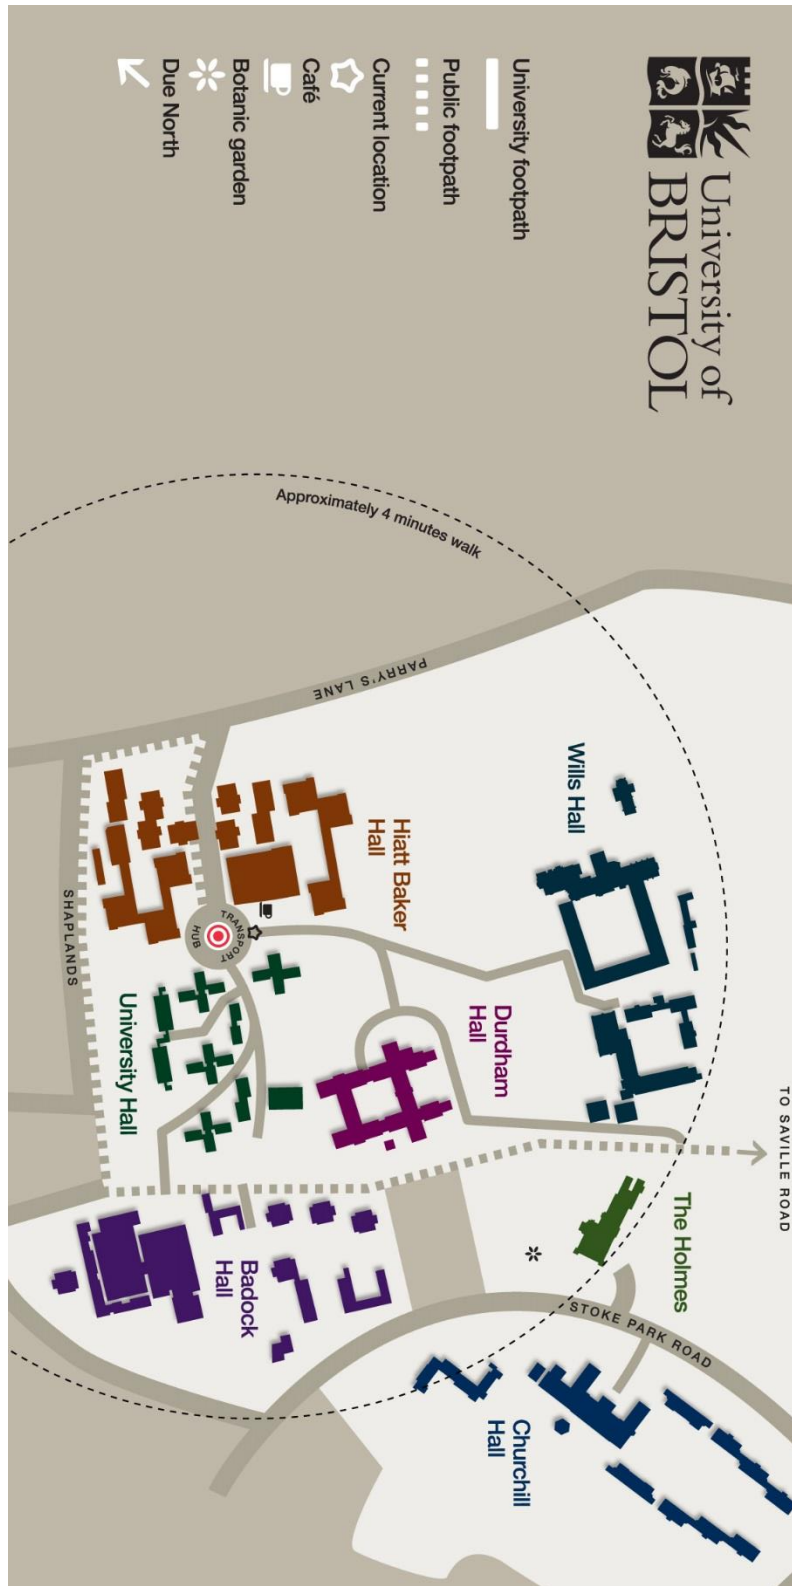 University of
BRISTOL
University footpath
Public footpath
Current location
Café
Botanic garden
Due North
Approximately 4 minutes walk
PARRY'S LANE
Wills Hall
Hiatt Baker
Hall
TRANSPORT
HUB
SHAPLANDS
University Hall
Durdham
Hall
TO SAVILLE ROAD
The Holmes
Badock
Hall
STOKE PARK ROAD
Churchill
Hall